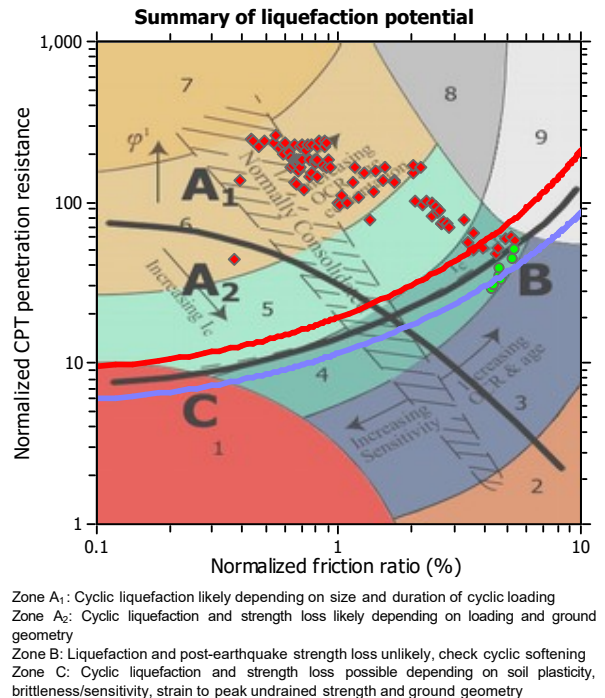 Summary of liquefaction potential
1,000
7
8
9
φ'
Increasing
OCR
Normally Consolidated
A1
100
6
A2
Increasing Ic
5
Ic
B
10
4
Increasing
OCR & age
C
Increasing
Sensitivity
3
1
2
1
0.1
1
10
Normalized CPT penetration resistance
Normalized friction ratio (%)
Zone A1: Cyclic liquefaction likely depending on size and duration of cyclic loading
Zone A2: Cyclic liquefaction and strength loss likely depending on loading and ground
geometry
Zone B: Liquefaction and post-earthquake strength loss unlikely, check cyclic softening
Zone C: Cyclic liquefaction and strength loss possible depending on soil plasticity,
brittleness/sensitivity, strain to peak undrained strength and ground geometry